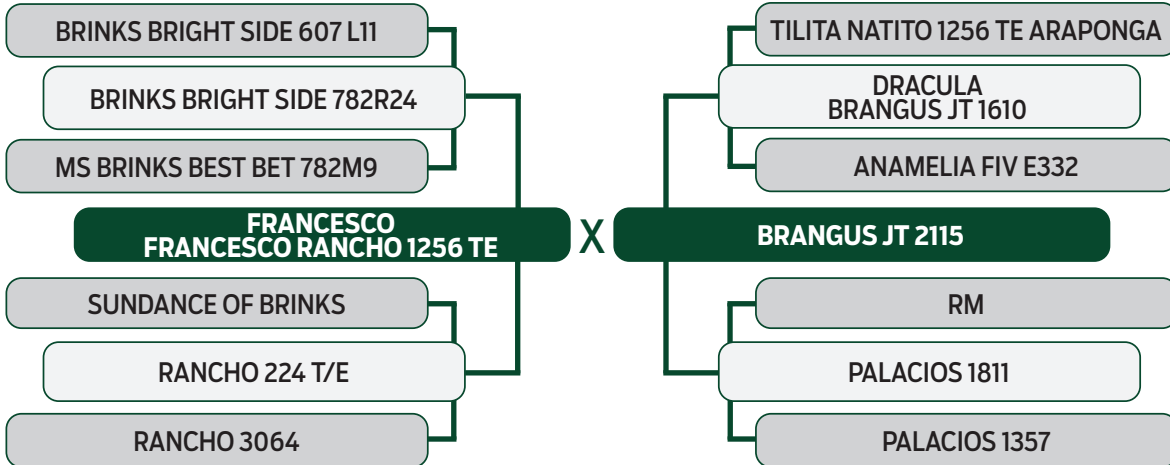 BRINKS BRIGHT SIDE 607 L11
BRINKS BRIGHT SIDE 782R24
MS BRINKS BEST BET 782M9
FRANCESCO
FRANCESCO RANCHO 1256 TE
SUNDANCE OF BRINKS
RANCHO 224 T/E
RANCHO 3064
X
TILITA NATITO 1256 TE ARAPONGA
DRACULA
BRANGUS JT 1610
ANAMELIA FIV E332
BRANGUS JT 2115
RM
PALACIOS 1811
PALACIOS 1357